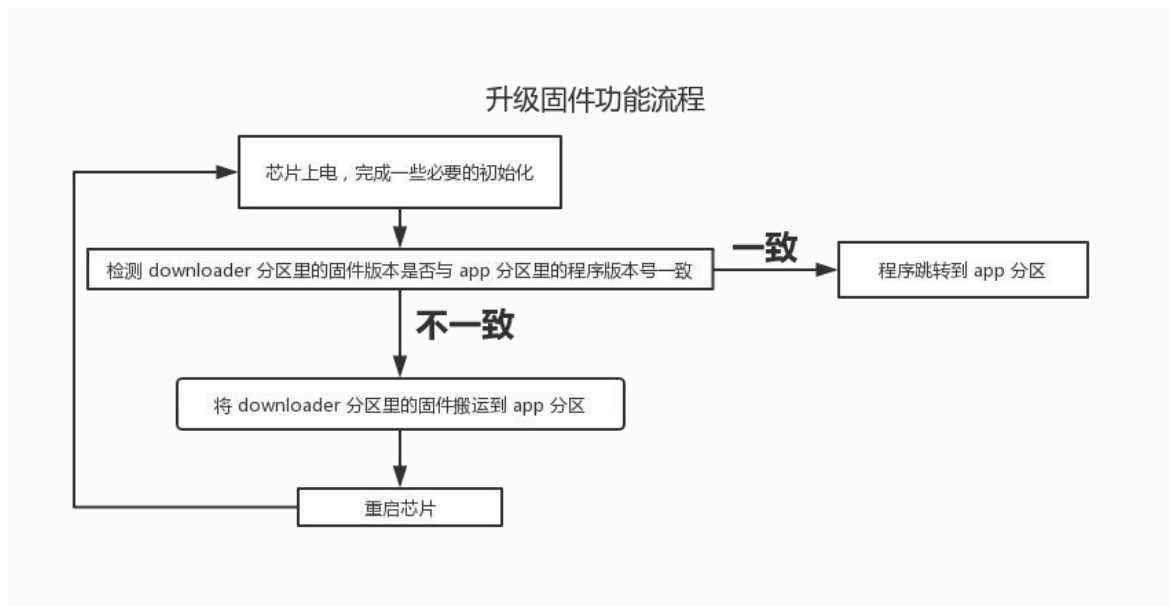 升级固件功能流程
芯片上电，完成一些必要的初始化
检测 downloader 分区里的固件版本是否与 app 分区里的程序版本号一致
一致
程序跳转到 app 分区
不一致
将 downloader 分区里的固件搬运到 app 分区
重启芯片